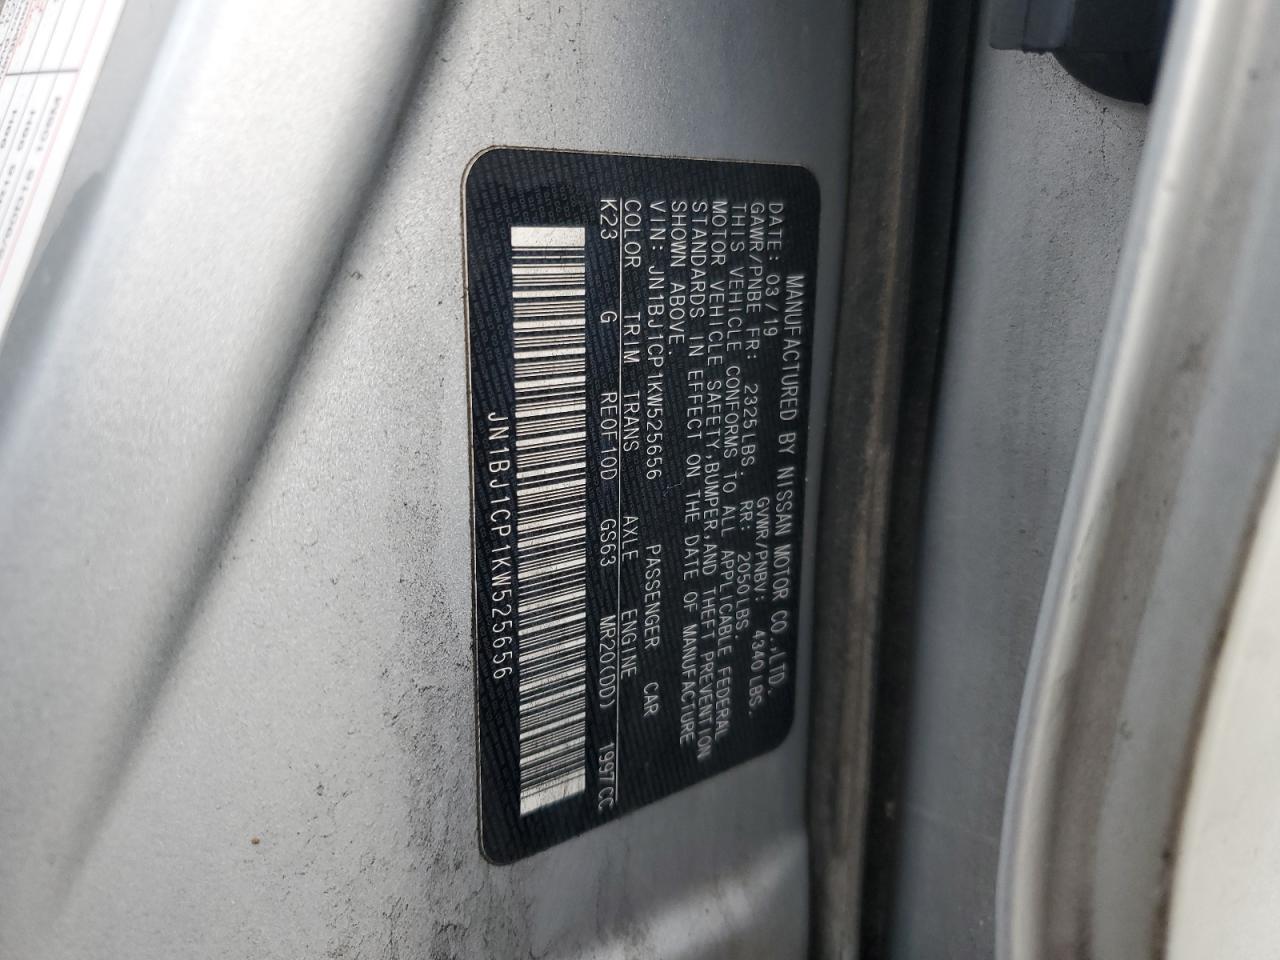 MANUFACTURED BY NISSAN MOTOR CO.,LTD.
DATE: 03/19 GVWR/PNBV: 4340LBS.
GAWR/PNBE FR: 2325LBS. RR: 2050LBS.
THIS VEHICLE CONFORMS TO ALL APPLICABLE FEDERAL
MOTOR VEHICLE SAFETY,BUMPER,AND THEFT PREVENTION
STANDARDS IN EFFECT ON THE DATE OF MANUFACTURE
SHOWN ABOVE.
VIN: JN1BJ1CP1KW525656 PASSENGER CAR
COLOR TRIM TRANS AXLE ENGINE
K23 G RE0F10D GS63 MR20(DD) 1997CC
JN1BJ1CP1KW525656